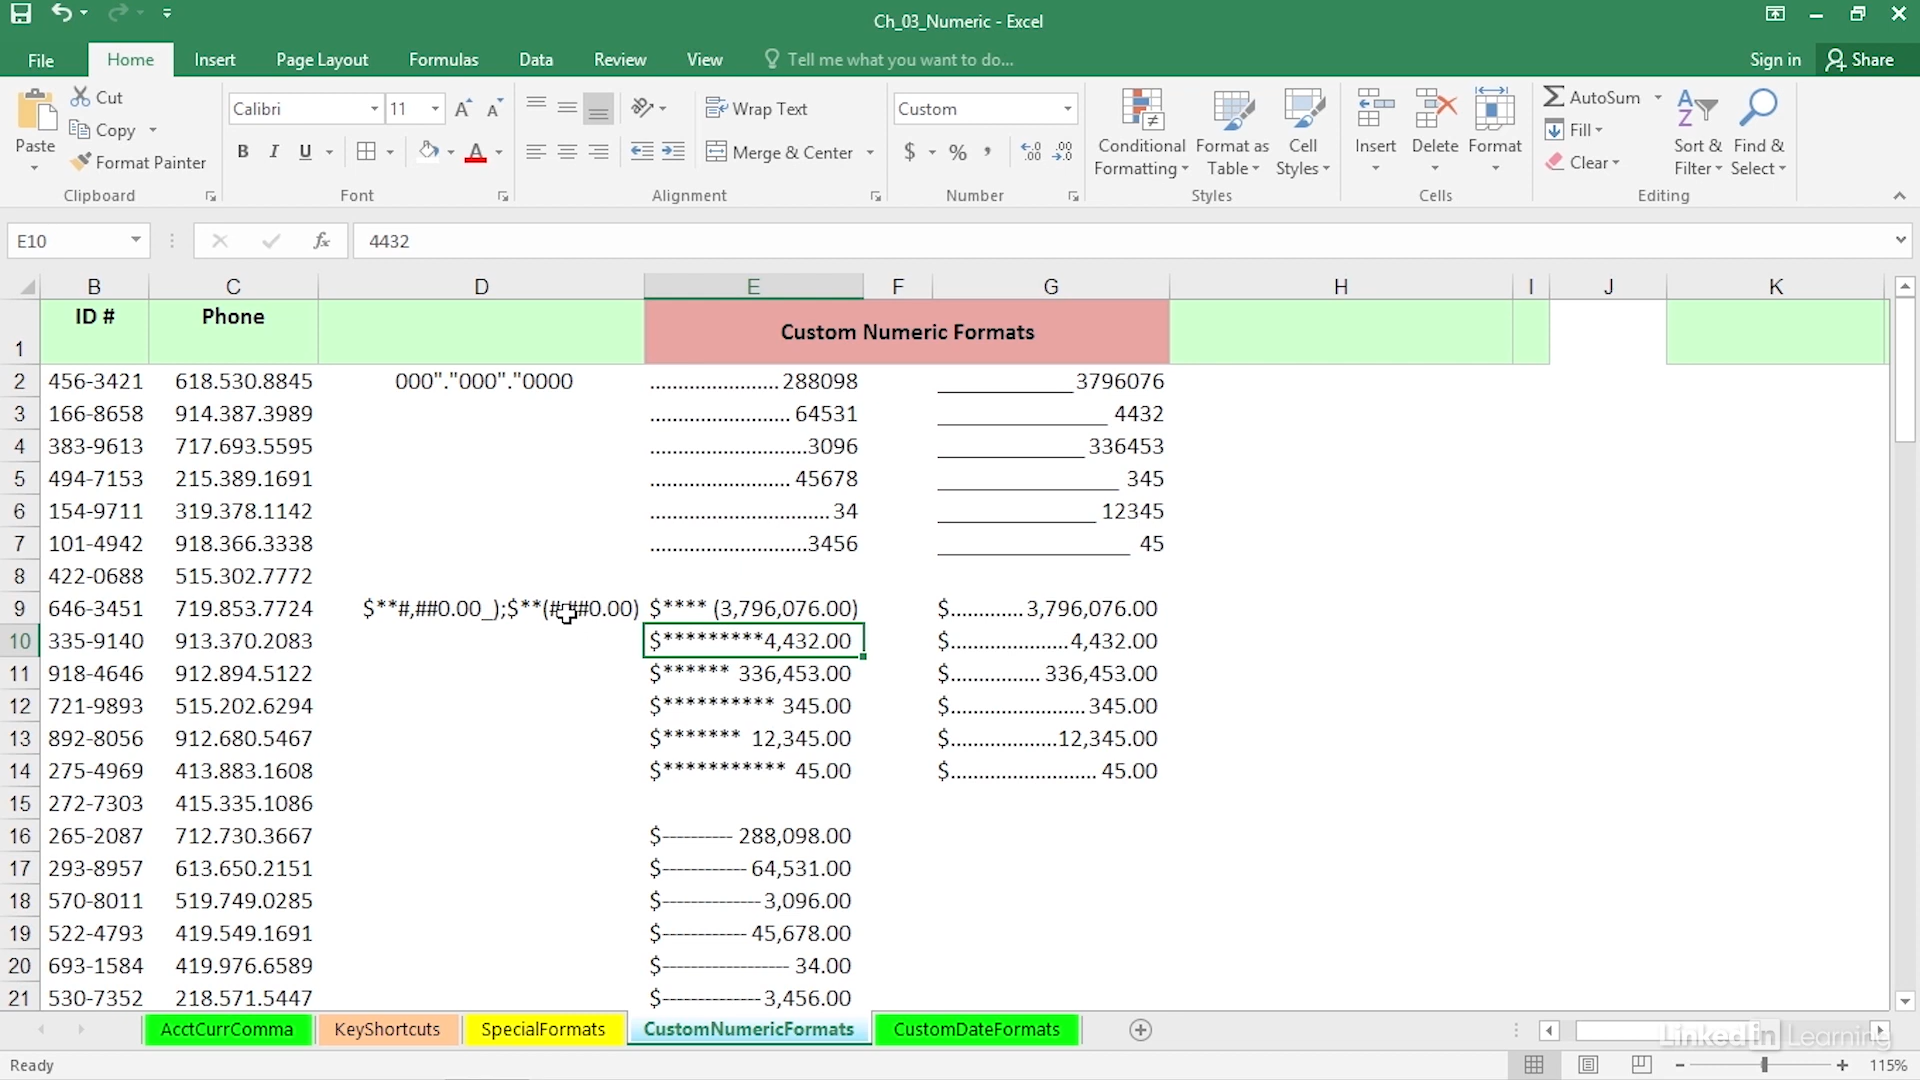 Ch_03_Numeric - Excel
File Home Insert Page Layout Formulas Data Review View Tell me what you want to do... Sign in Share
Cut
Copy
Format Painter
Paste
Clipboard
Calibri 11
B I U
Font
Wrap Text
Merge & Center
Alignment
Custom
$ % ,
Number
Conditional Formatting
Format as Table
Cell Styles
Styles
Insert Delete Format
Cells
AutoSum
Fill
Clear
Sort & Filter
Find & Select
Editing
E10 fx 4432
B C D E F G H I J K
1 ID # Phone Custom Numeric Formats
2 456-3421 618.530.8845 000"."000"."0000 .......................288098 ____________3796076
3 166-8658 914.387.3989 ......................... 64531 _______________ 4432
4 383-9613 717.693.5595 ............................3096 _____________ 336453
5 494-7153 215.389.1691 ......................... 45678 ________________ 345
6 154-9711 319.378.1142 ................................ 34 ______________ 12345
7 101-4942 918.366.3338 ............................3456 _________________ 45
8 422-0688 515.302.7772
9 646-3451 719.853.7724 $**#,##0.00_);$**(#,##0.00) $**** (3,796,076.00) $.............3,796,076.00
10 335-9140 913.370.2083 $*********4,432.00 $.....................4,432.00
11 918-4646 912.894.5122 $****** 336,453.00 $................ 336,453.00
12 721-9893 515.202.6294 $********** 345.00 $........................ 345.00
13 892-8056 912.680.5467 $******* 12,345.00 $...................12,345.00
14 275-4969 413.883.1608 $*********** 45.00 $.......................... 45.00
15 272-7303 415.335.1086
16 265-2087 712.730.3667 $---------- 288,098.00
17 293-8957 613.650.2151 $------------ 64,531.00
18 570-8011 519.749.0285 $--------------3,096.00
19 522-4793 419.549.1691 $------------ 45,678.00
20 693-1584 419.976.6589 $------------------ 34.00
21 530-7352 218.571.5447 $--------------3,456.00
AcctCurrComma KeyShortcuts SpecialFormats CustomNumericFormats CustomDateFormats
LinkedIn Learning
Ready 115%